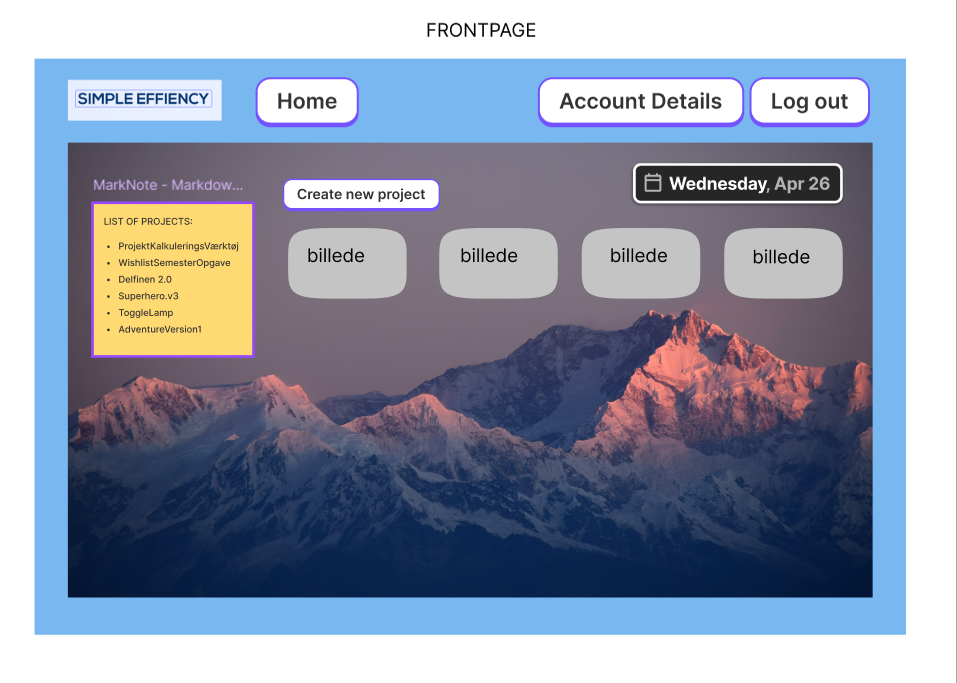 FRONTPAGE
SIMPLE EFFIENCY
Home
Account Details
Log out
MarkNote - Markdow...
Create new project
Wednesday, Apr 26
LIST OF PROJECTS:
• ProjektKalkuleringsVærktøj
• WishlistSemesterOpgave
• Delfinen 2.0
• Superhero.v3
• ToggleLamp
• AdventureVersion1
billede
billede
billede
billede